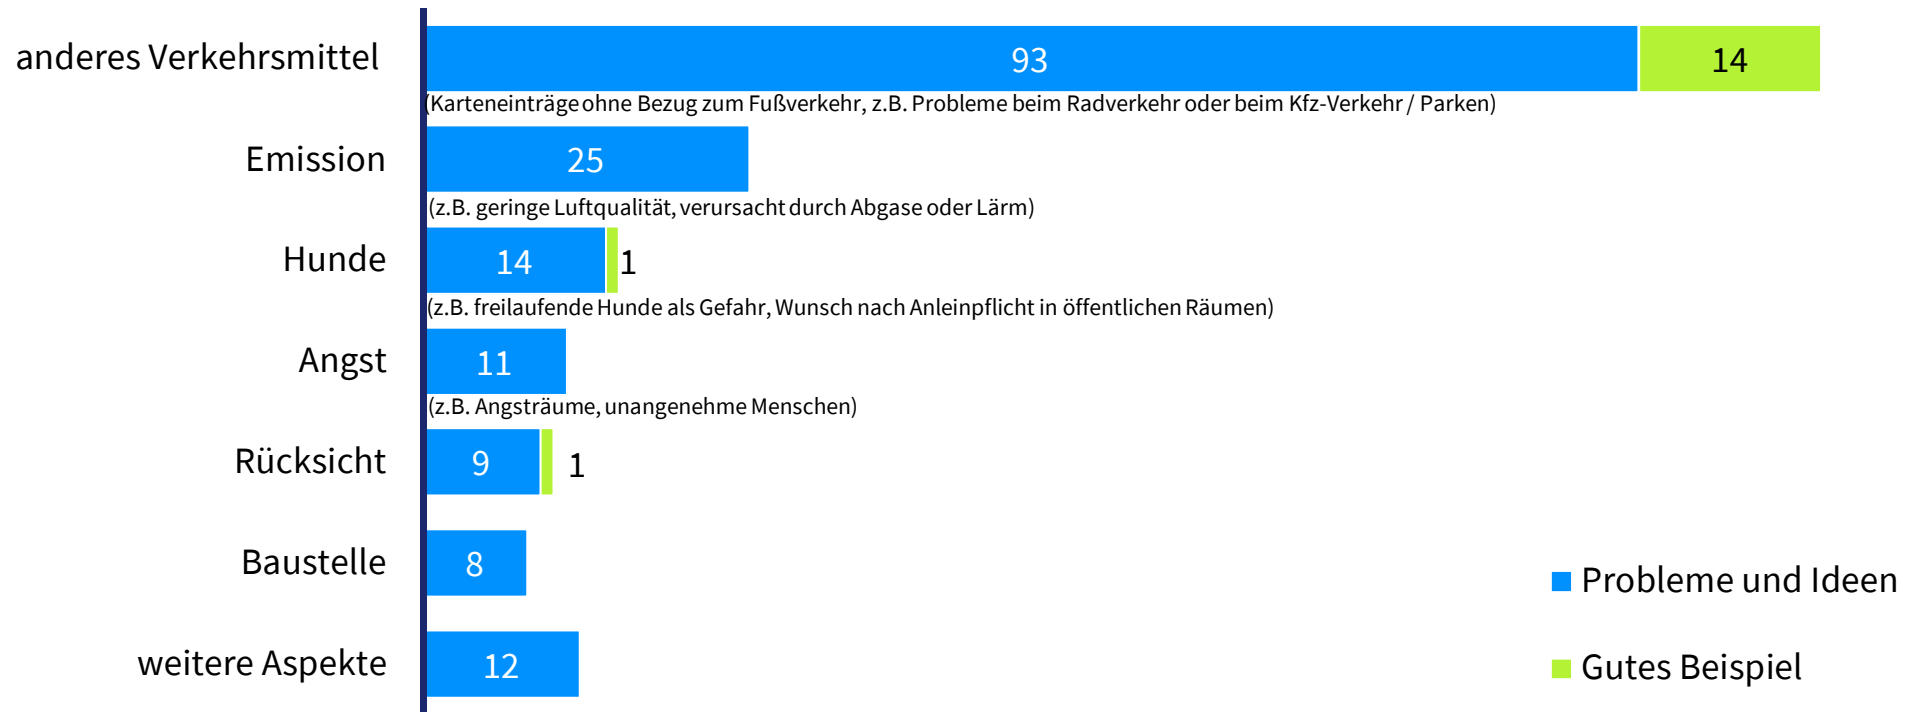 anderes Verkehrsmittel
93
14
(Karteneinträge ohne Bezug zum Fußverkehr, z.B. Probleme beim Radverkehr oder beim Kfz-Verkehr / Parken)
Emission
25
(z.B. geringe Luftqualität, verursacht durch Abgase oder Lärm)
Hunde
14
1
(z.B. freilaufende Hunde als Gefahr, Wunsch nach Anleinpflicht in öffentlichen Räumen)
Angst
11
(z.B. Angsträume, unangenehme Menschen)
Rücksicht
9
1
Baustelle
8
weitere Aspekte
12
Probleme und Ideen
Gutes Beispiel